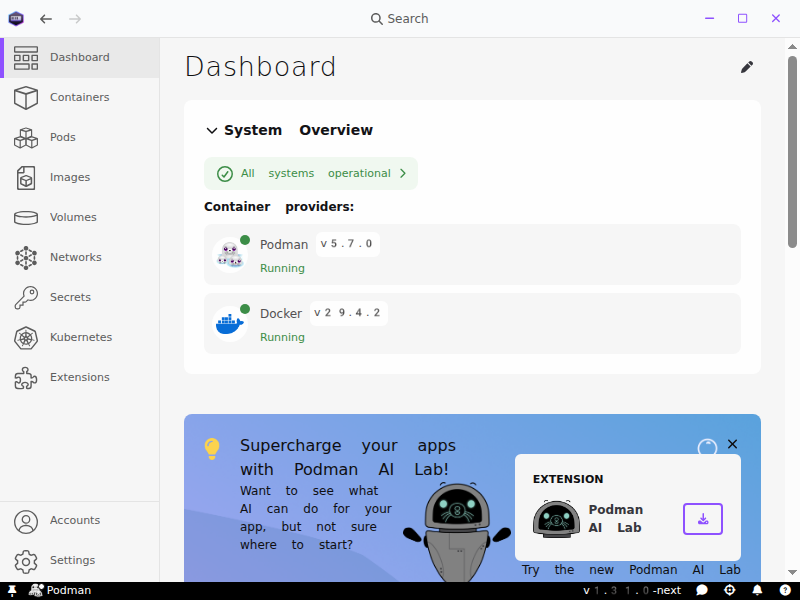 Search
Dashboard
Containers
Pods
Images
Volumes
Networks
Secrets
Kubernetes
Extensions
Accounts
Settings
Dashboard
System Overview
All systems operational
Container providers:
Podman v5.7.0
Running
Docker v29.4.2
Running
Supercharge your apps
with Podman AI Lab!
Want to see what
AI can do for your
app, but not sure
where to start?
EXTENSION
Podman
AI Lab
Try the new Podman AI Lab
Podman
v1.31.0-next